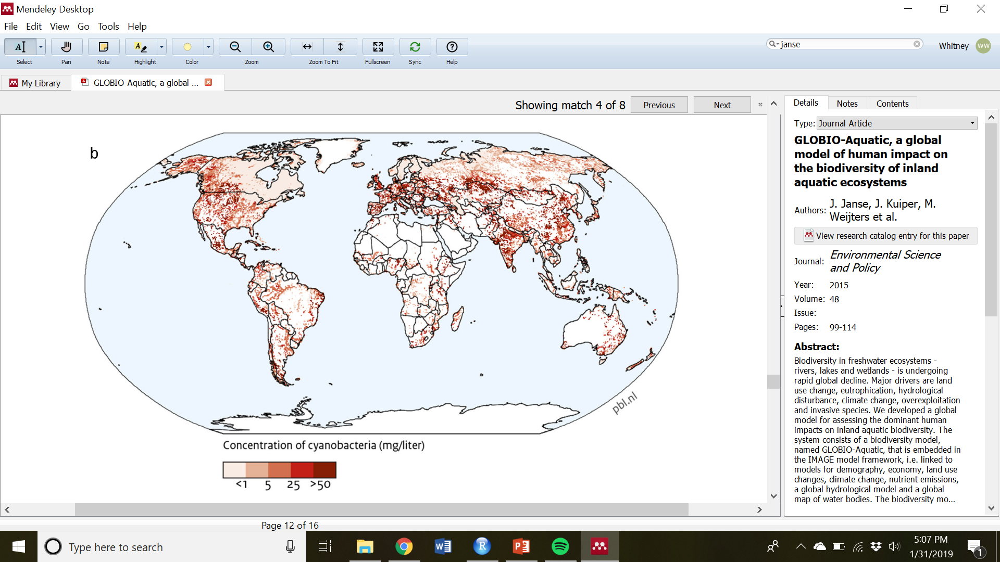 Mendeley Desktop
File Edit View Go Tools Help
janse
Whitney WW
Select Pan Note Highlight Color Zoom Zoom To Fit Fullscreen Sync Help
My Library
GLOBIO-Aquatic, a global ...
Showing match 4 of 8 Previous Next
b
pbl.nl
Concentration of cyanobacteria (mg/liter)
<1 5 25 >50
Page 12 of 16
Details Notes Contents
Type: Journal Article
GLOBIO-Aquatic, a global
model of human impact on
the biodiversity of inland
aquatic ecosystems
Authors: J. Janse, J. Kuiper, M.
Weijters et al.
View research catalog entry for this paper
Journal: Environmental Science
and Policy
Year: 2015
Volume: 48
Issue:
Pages: 99-114
Abstract:
Biodiversity in freshwater ecosystems -
rivers, lakes and wetlands - is undergoing
rapid global decline. Major drivers are land
use change, eutrophication, hydrological
disturbance, climate change, overexploitation
and invasive species. We developed a global
model for assessing the dominant human
impacts on inland aquatic biodiversity. The
system consists of a biodiversity model,
named GLOBIO-Aquatic, that is embedded in
the IMAGE model framework, i.e. linked to
models for demography, economy, land use
changes, climate change, nutrient emissions,
a global hydrological model and a global
map of water bodies. The biodiversity mo...
Type here to search
5:07 PM
1/31/2019
1